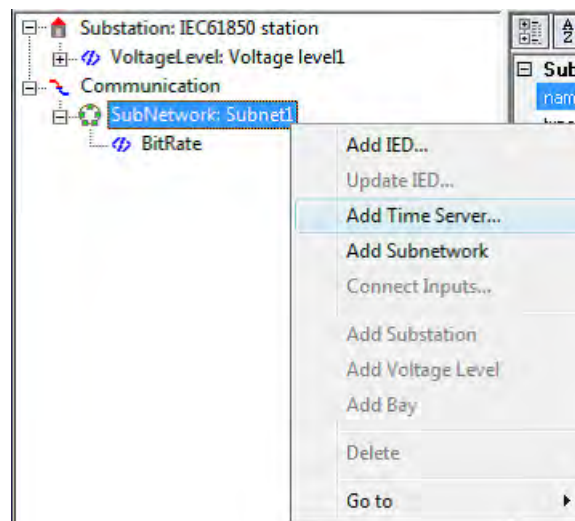 Substation: IEC61850 station
VoltageLevel: Voltage level1
Communication
SubNetwork: Subnet1
BitRate
Add IED...
Update IED...
Add Time Server...
Add Subnetwork
Connect Inputs...
Add Substation
Add Voltage Level
Add Bay
Delete
Go to
Sub
nam